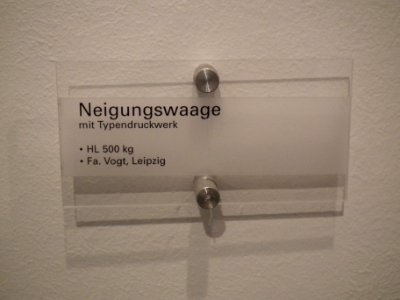 Neigungswaage
mit Typendruckwerk
• HL 500 kg
• Fa. Vogt, Leipzig